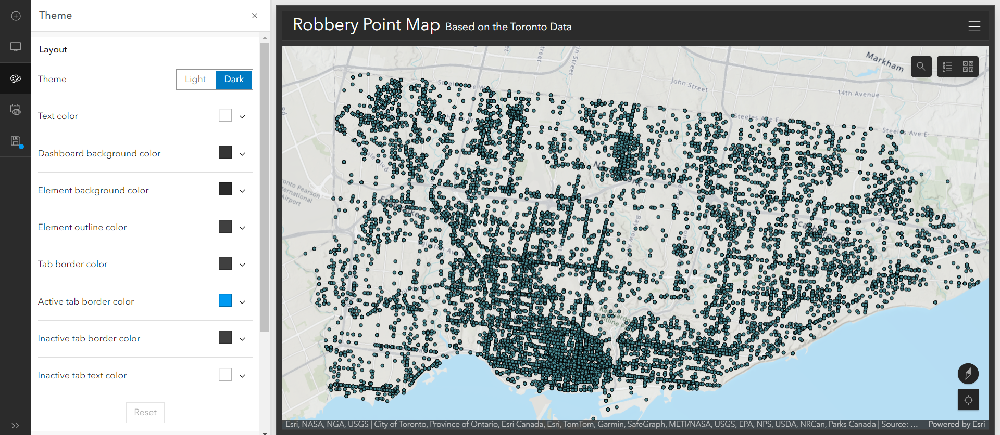 Theme
Layout
Theme
Light
Dark
Text color
Dashboard background color
Element background color
Element outline color
Tab border color
Active tab border color
Inactive tab border color
Inactive tab text color
Reset
Robbery Point Map Based on the Toronto Data
Markham
John Street
14th Avenue
Steeles Ave E
Steeles Ave E
Bayview Ave
Esri, NASA, NGA, USGS | City of Toronto, Province of Ontario, Esri Canada, Esri, TomTom, Garmin, SafeGraph, METI/NASA, USGS, EPA, NPS, USDA, NRCan, Parks Canada | Source: ...
Powered by Esri